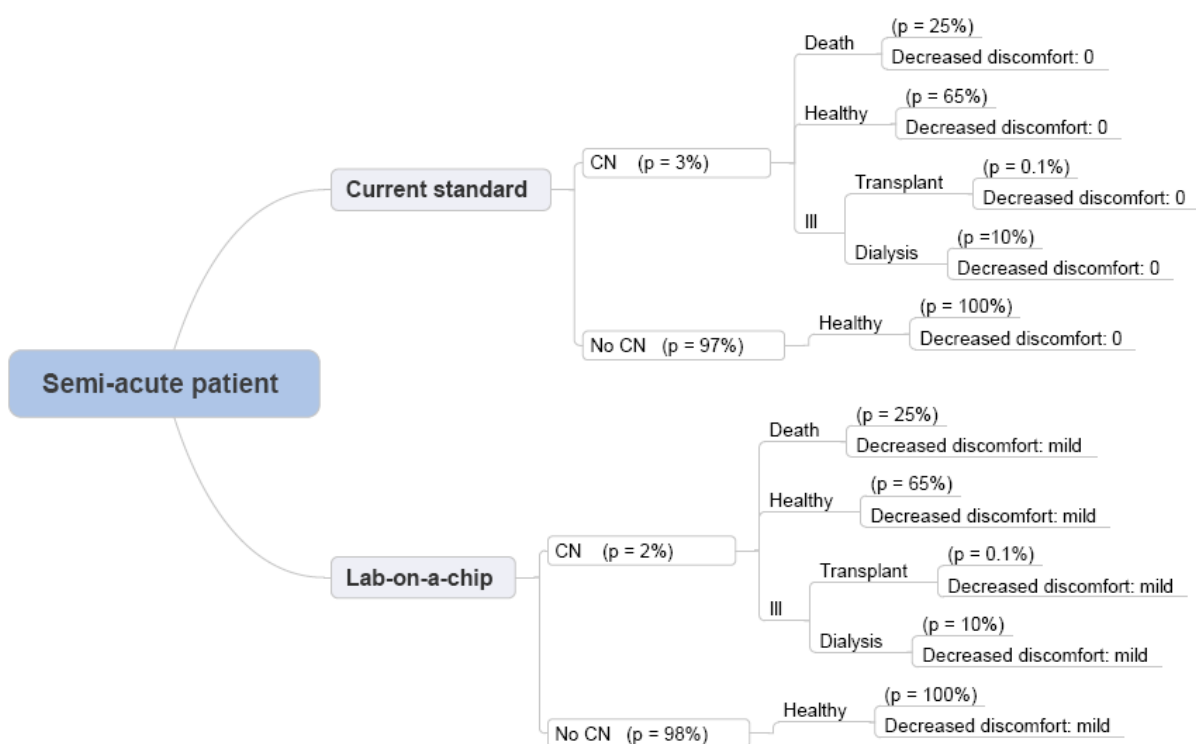 Semi-acute patient
Current standard
CN (p = 3%)
Death
(p = 25%)
Decreased discomfort: 0
Healthy
(p = 65%)
Decreased discomfort: 0
Ill
Transplant
(p = 0.1%)
Decreased discomfort: 0
Dialysis
(p =10%)
Decreased discomfort: 0
No CN (p = 97%)
Healthy
(p = 100%)
Decreased discomfort: 0
Lab-on-a-chip
CN (p = 2%)
Death
(p = 25%)
Decreased discomfort: mild
Healthy
(p = 65%)
Decreased discomfort: mild
Ill
Transplant
(p = 0.1%)
Decreased discomfort: mild
Dialysis
(p = 10%)
Decreased discomfort: mild
No CN (p = 98%)
Healthy
(p = 100%)
Decreased discomfort: mild